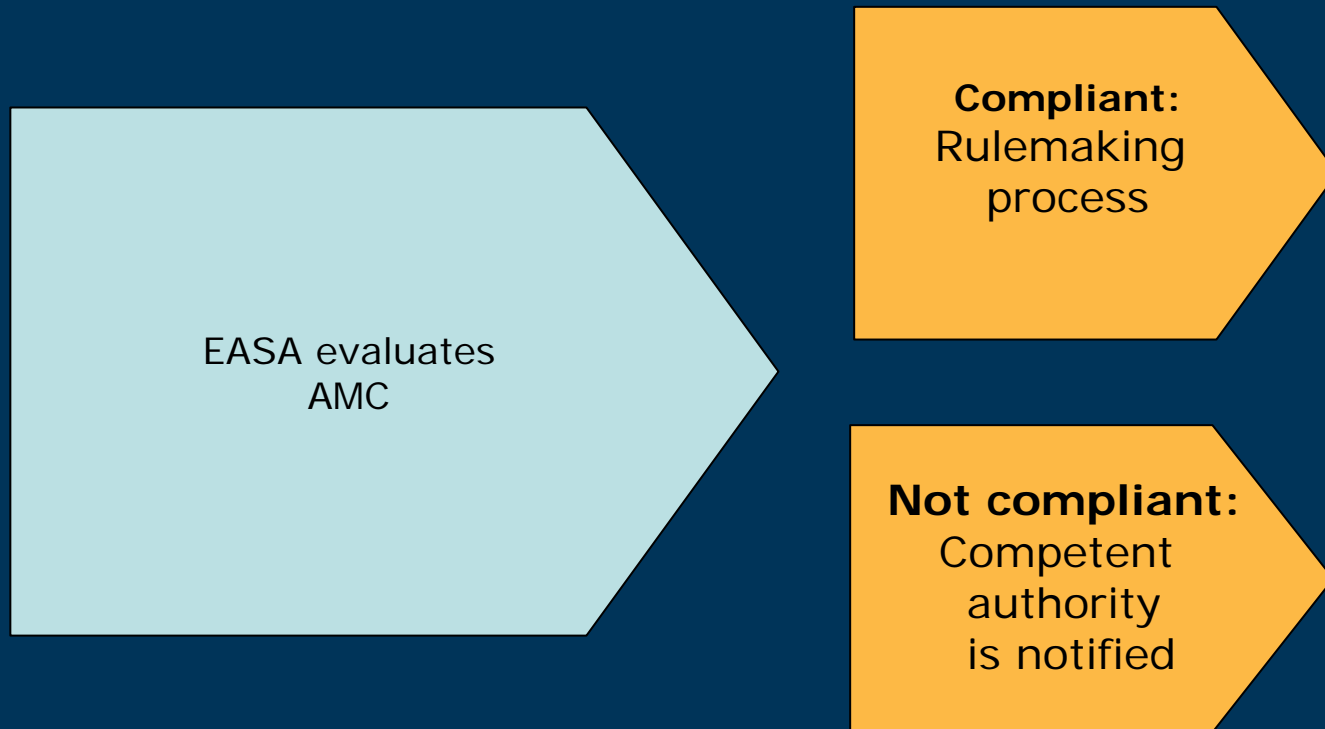 EASA evaluates
AMC
Compliant:
Rulemaking
process
Not compliant:
Competent
authority
is notified